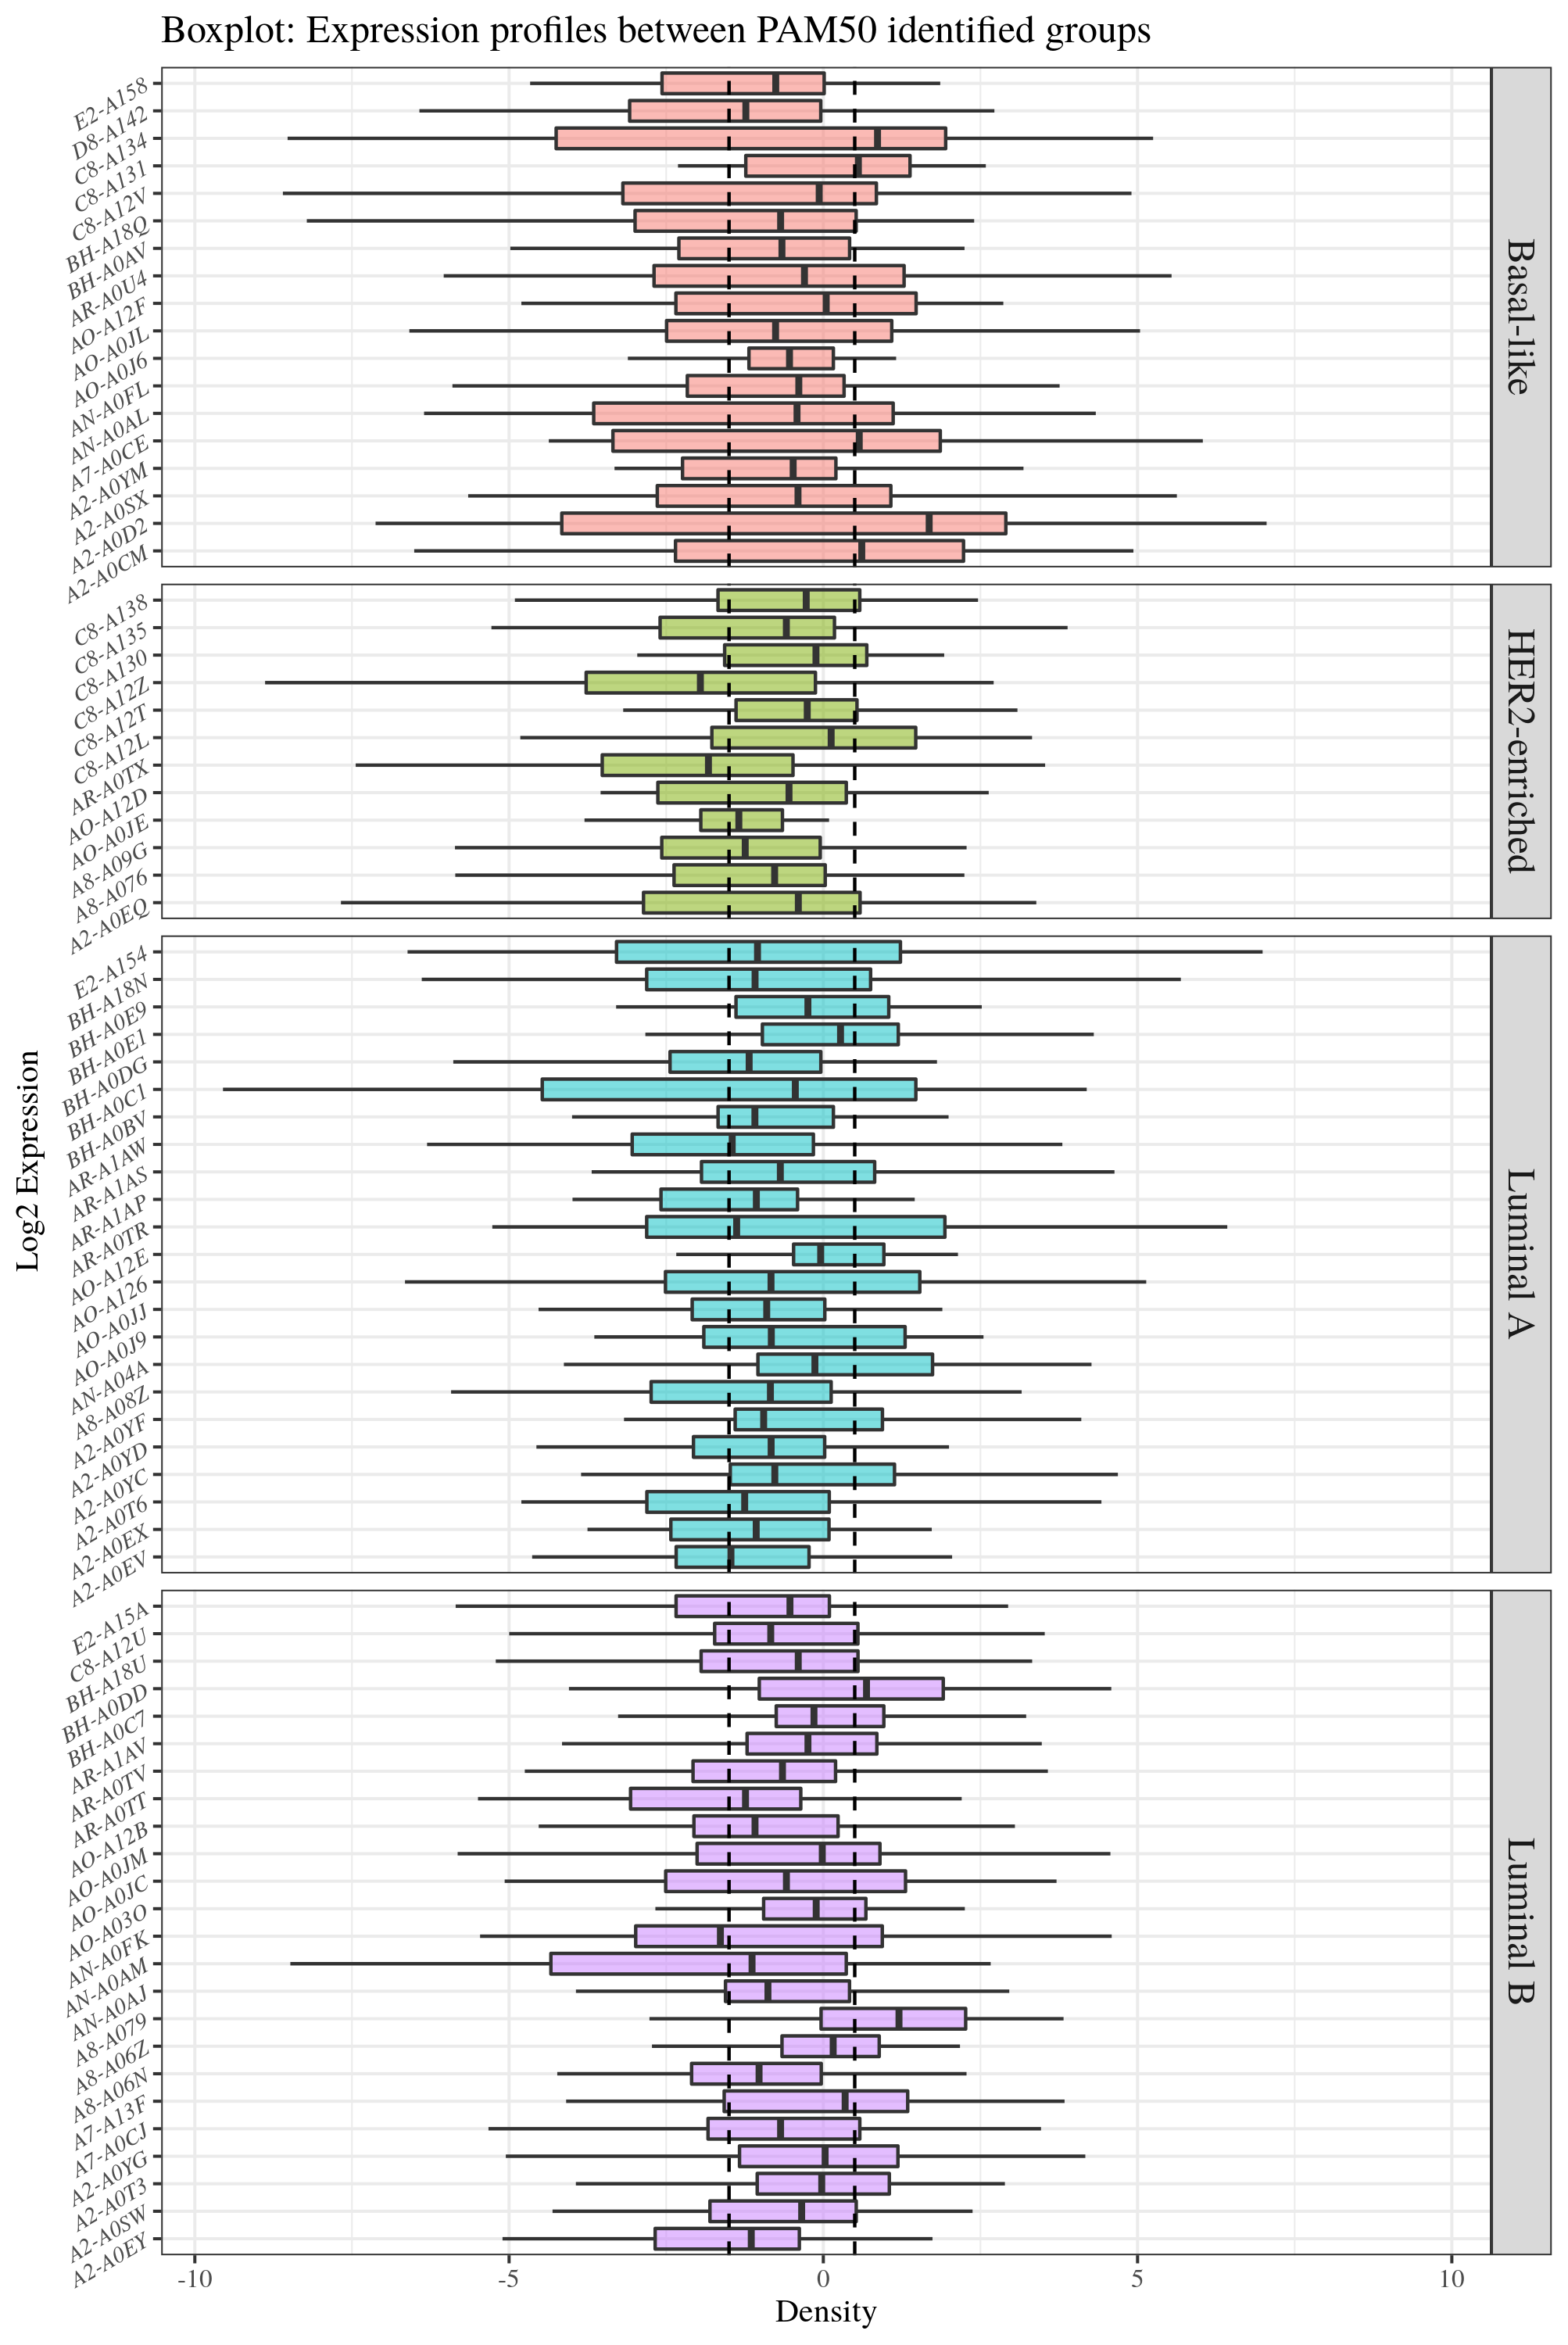 Boxplot: Expression profiles between PAM50 identified groups
E2-A158
D8-A142
C8-A134
C8-A131
C8-A12V
BH-A18Q
BH-A0AV
AR-A0U4
AO-A12F
AO-A0JL
AO-A0J6
AN-A0FL
AN-A0AL
A7-A0CE
A2-A0YM
A2-A0SX
A2-A0D2
A2-A0CM
Basal-like
C8-A138
C8-A135
C8-A130
C8-A12Z
C8-A12T
C8-A12L
AR-A0TX
AO-A12D
AO-A0JE
A8-A09G
A8-A076
A2-A0EQ
HER2-enriched
E2-A154
BH-A18N
BH-A0E9
BH-A0E1
BH-A0DG
BH-A0C1
BH-A0BV
AR-A1AW
AR-A1AS
AR-A1AP
AR-A0TR
AO-A12E
AO-A126
AO-A0JJ
AO-A0J9
AN-A04A
A8-A08Z
A2-A0YF
A2-A0YD
A2-A0YC
A2-A0T6
A2-A0EX
A2-A0EV
Luminal A
E2-A15A
C8-A12U
BH-A18U
BH-A0DD
BH-A0C7
AR-A1AV
AR-A0TV
AR-A0TT
AO-A12B
AO-A0JM
AO-A0JC
AO-A03O
AN-A0FK
AN-A0AM
AN-A0AJ
A8-A079
A8-A06Z
A8-A06N
A7-A13F
A7-A0CJ
A2-A0YG
A2-A0T3
A2-A0SW
A2-A0EY
Luminal B
Log2 Expression
-10 -5 0 5 10
Density